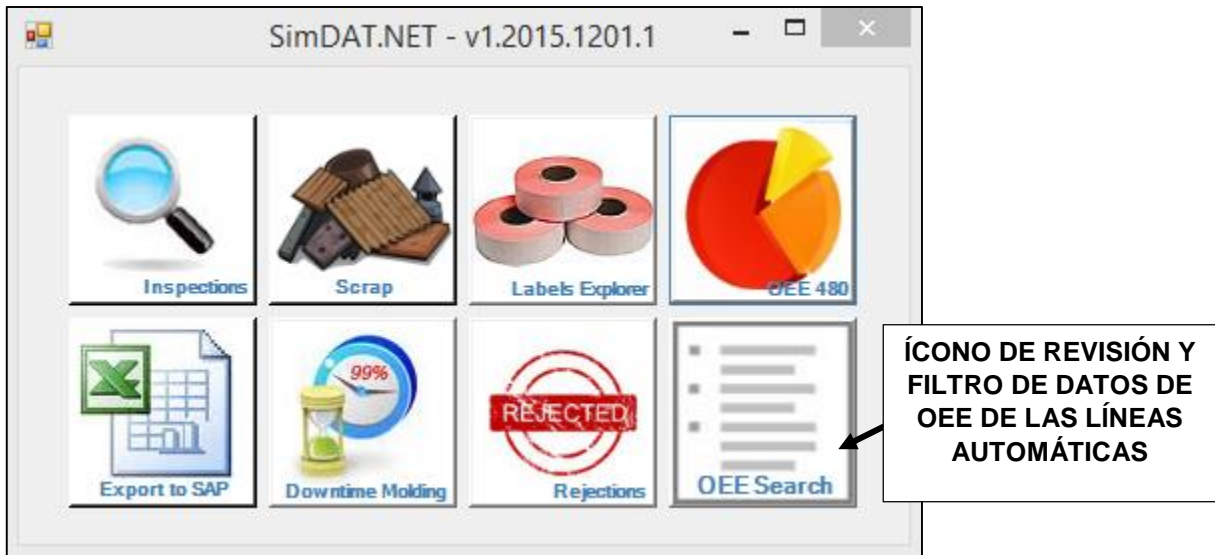 SimDAT.NET - v1.2015.1201.1
Inspections
Scrap
Labels Explorer
OEE 480
Export to SAP
99%
Downtime Molding
REJECTED
Rejections
OEE Search
ÍCONO DE REVISIÓN Y
FILTRO DE DATOS DE
OEE DE LAS LÍNEAS
AUTOMÁTICAS